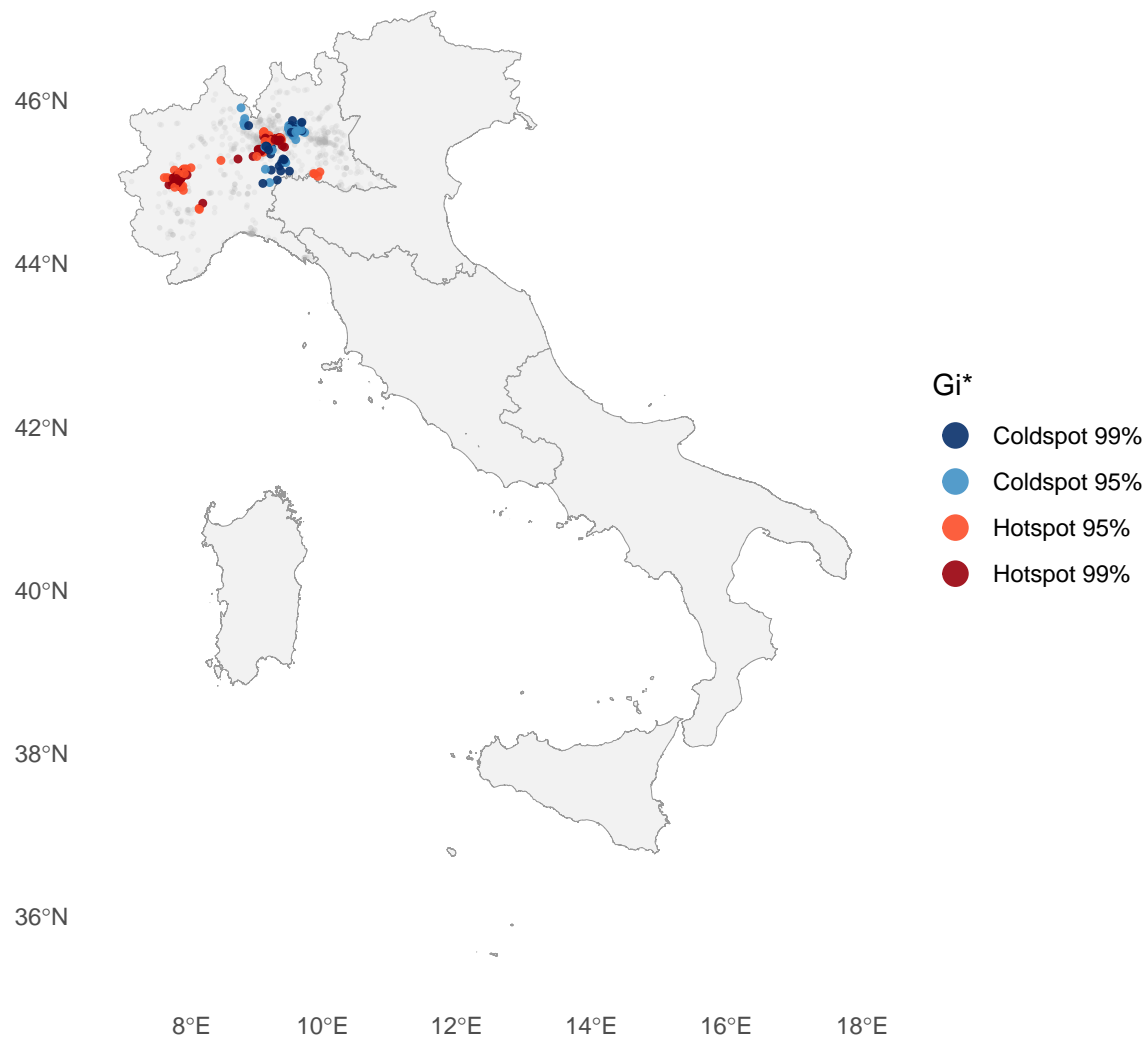 46°N
44°N
42°N
40°N
38°N
36°N
8°E
10°E
12°E
14°E
16°E
18°E
Gi*
Coldspot 99%
Coldspot 95%
Hotspot 95%
Hotspot 99%